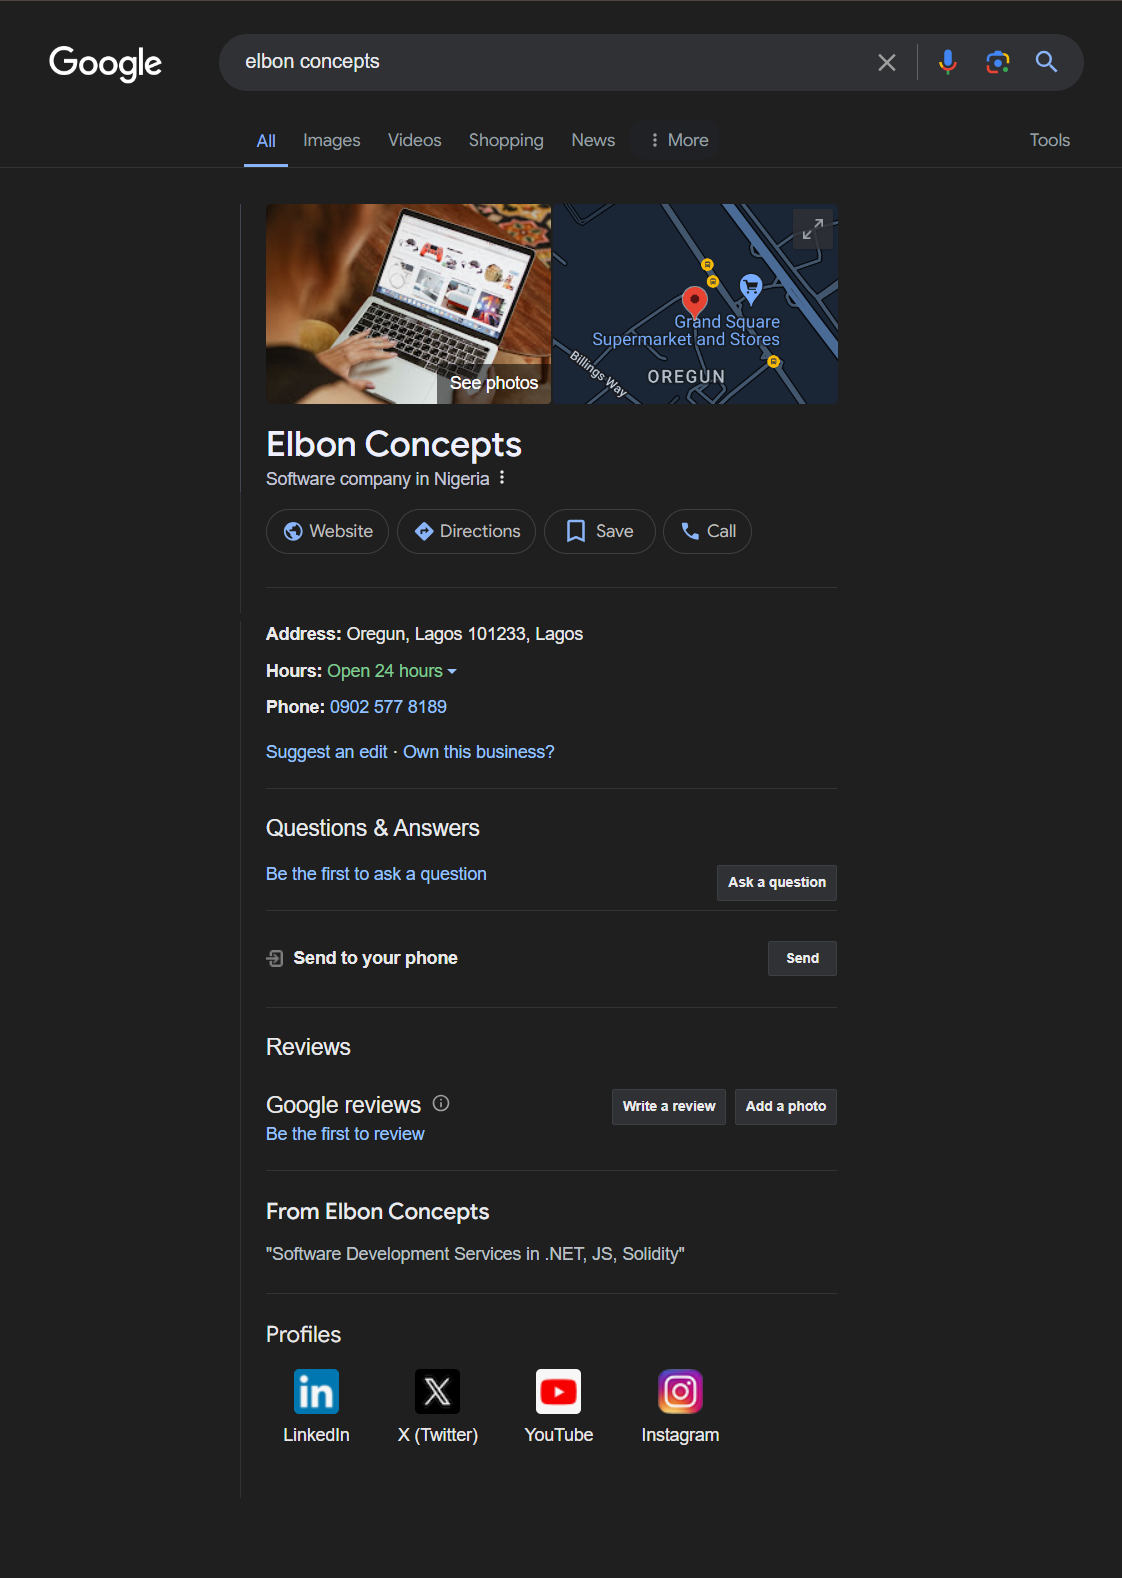 Google
elbon concepts
All Images Videos Shopping News More Tools
See photos
Grand Square
Supermarket and Stores
Billings Way
OREGUN
Elbon Concepts
Software company in Nigeria
Website Directions Save Call
Address: Oregun, Lagos 101233, Lagos
Hours: Open 24 hours
Phone: 0902 577 8189
Suggest an edit · Own this business?
Questions & Answers
Be the first to ask a question
Ask a question
Send to your phone
Send
Reviews
Google reviews
Write a review Add a photo
Be the first to review
From Elbon Concepts
"Software Development Services in .NET, JS, Solidity"
Profiles
in X
LinkedIn X (Twitter) YouTube Instagram